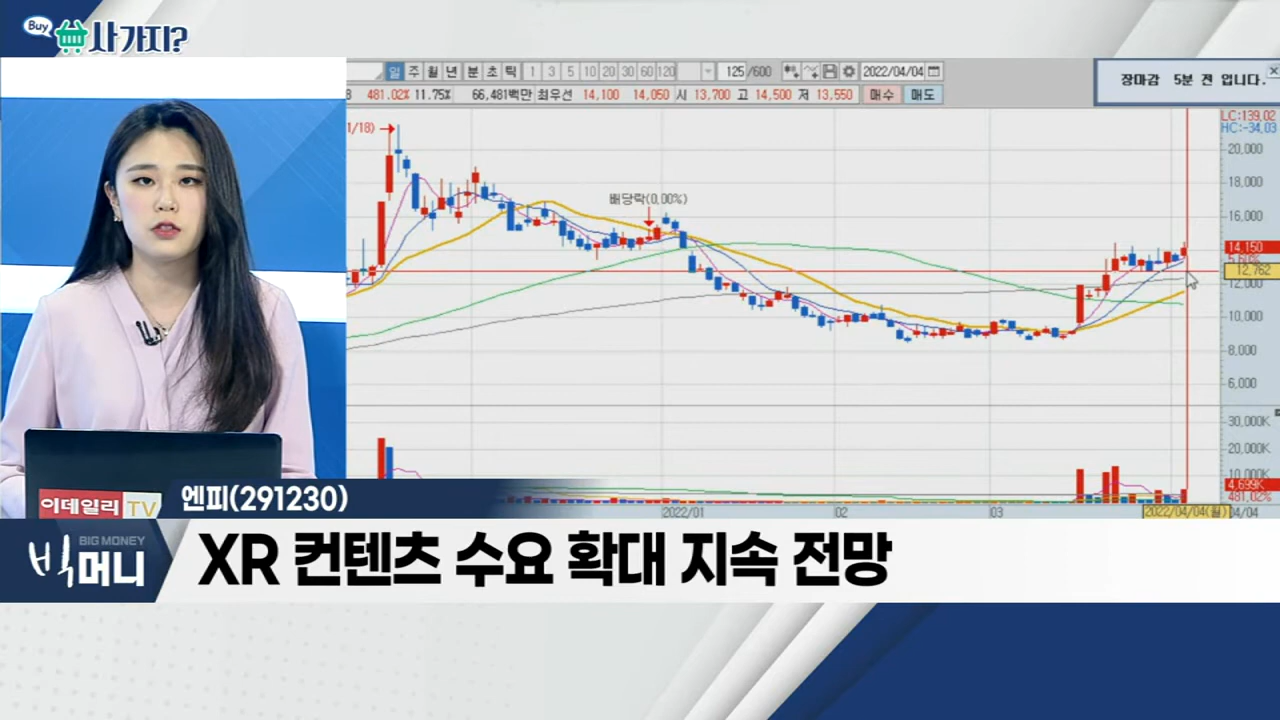 Buy 사 가지?
일 주 월 년 분 초 틱 1 3 5 10 20 30 60 120 125 /600 2022/04/04
8 481.02% 11.75% 66,481백만 최우선 14,100 14,050 시 13,700 고 14,500 저 13,550 매수 매도
장마감 5분 전 입니다.
LC:139.02
HC:-34.03
1/18)
배당락(0.00%)
20,000
18,000
16,000
14,150
12,762
12,000
10,000
8,000
6,000
30,000K
20,000K
10,000K
4,699K
481.02%
2022/01 02 03 2022/04/04(월) 04/04
이데일리 TV
엔피(291230)
BIG MONEY
빅머니
XR 컨텐츠 수요 확대 지속 전망